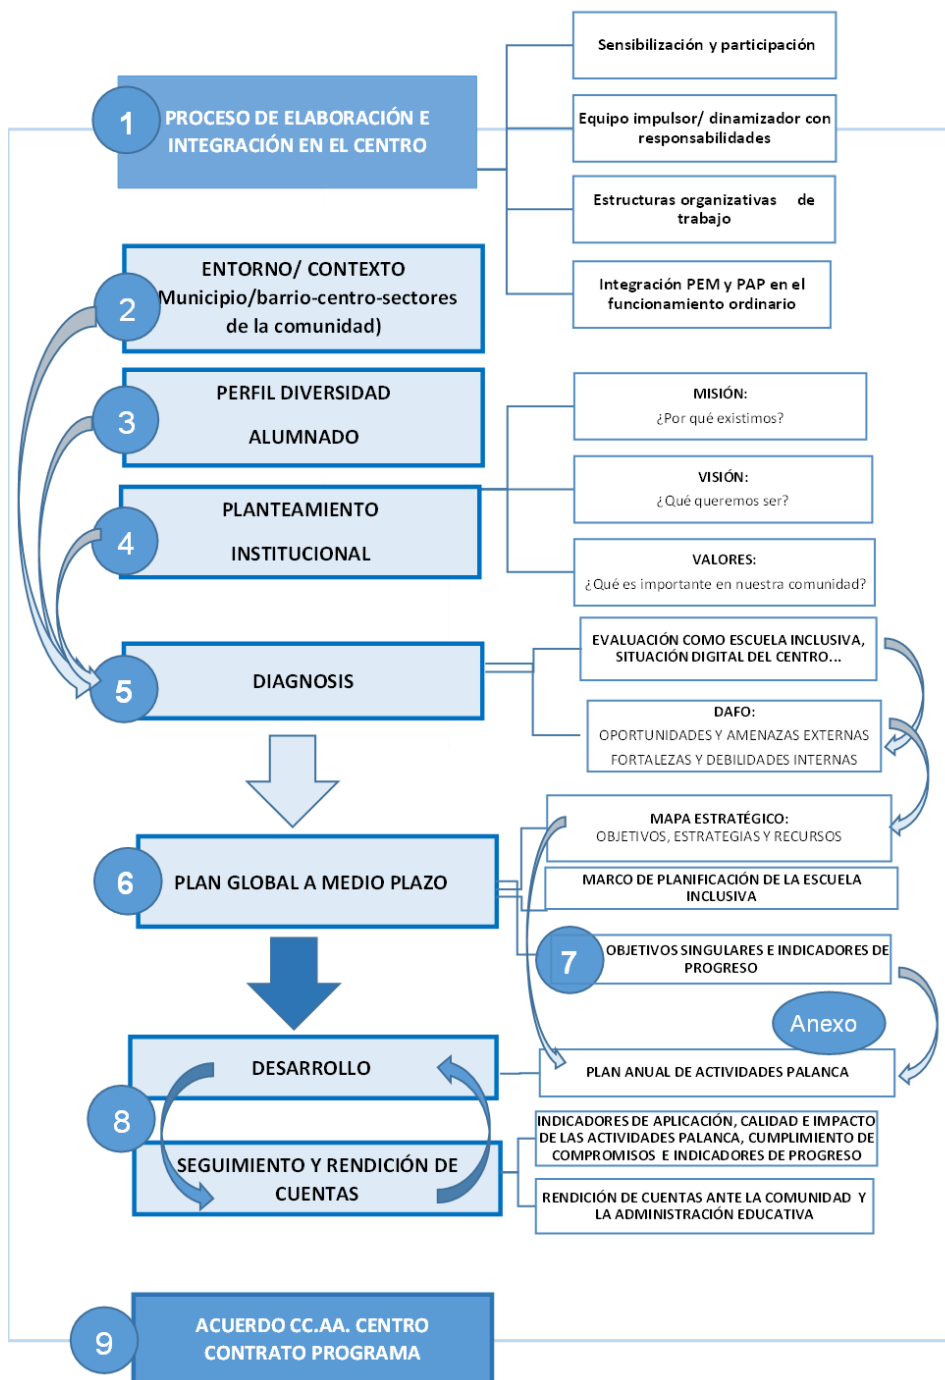 1
PROCESO DE ELABORACIÓN E
INTEGRACIÓN EN EL CENTRO
Sensibilización y participación
Equipo impulsor/ dinamizador con
responsabilidades
Estructuras organizativas de
trabajo
Integración PEM y PAP en el
funcionamiento ordinario
2
ENTORNO/ CONTEXTO
Municipio/barrio-centro-sectores
de la comunidad)
3
PERFIL DIVERSIDAD
ALUMNADO
4
PLANTEAMIENTO
INSTITUCIONAL
MISIÓN:
¿Por qué existimos?
VISIÓN:
¿Qué queremos ser?
VALORES:
¿Qué es importante en nuestra comunidad?
5
DIAGNOSIS
EVALUACIÓN COMO ESCUELA INCLUSIVA,
SITUACIÓN DIGITAL DEL CENTRO...
DAFO:
OPORTUNIDADES Y AMENAZAS EXTERNAS
FORTALEZAS Y DEBILIDADES INTERNAS
6
PLAN GLOBAL A MEDIO PLAZO
MAPA ESTRATÉGICO:
OBJETIVOS, ESTRATEGIAS Y RECURSOS
MARCO DE PLANIFICACIÓN DE LA ESCUELA
INCLUSIVA
7
OBJETIVOS SINGULARES E INDICADORES DE
PROGRESO
Anexo
8
DESARROLLO
PLAN ANUAL DE ACTIVIDADES PALANCA
SEGUIMIENTO Y RENDICIÓN DE
CUENTAS
INDICADORES DE APLICACIÓN, CALIDAD E IMPACTO
DE LAS ACTIVIDADES PALANCA, CUMPLIMIENTO DE
COMPROMISOS E INDICADORES DE PROGRESO
RENDICIÓN DE CUENTAS ANTE LA COMUNIDAD Y
LA ADMINISTRACIÓN EDUCATIVA
9
ACUERDO CC.AA. CENTRO
CONTRATO PROGRAMA